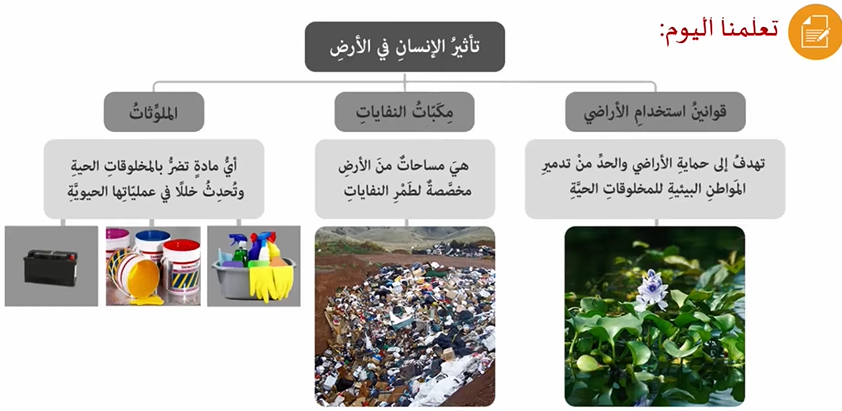 تعلمنا اليوم:
تأثيرُ الإنسانِ في الأرضِ
قوانينُ استخدامِ الأراضي
تهدفُ إلى حمايةِ الأراضي والحدِّ منْ تدميرِ
المَواطنِ البيئيةِ للمخلوقاتِ الحيَّةِ
مِكَبّاتُ النفاياتِ
هيَ مساحاتٌ منَ الأرضِ
مخصَّصةٌ لطَمْرِ النفاياتِ
الملوِّثاتُ
أيُّ مادةٍ تضرُّ بالمخلوقاتِ الحيةِ
وتُحدِثُ خللًا في عمليّاتِها الحيويَّةِ